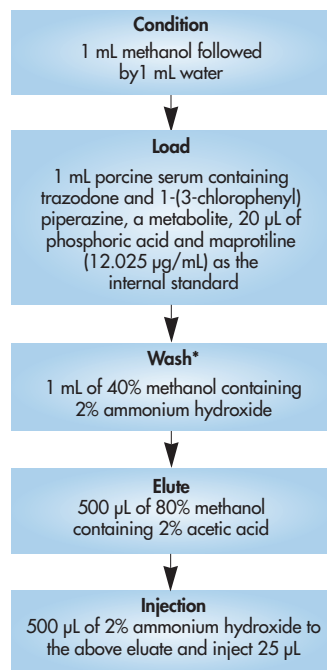 Condition
1 mL methanol followed
by1 mL water
Load
1 mL porcine serum containing
trazodone and 1-(3-chlorophenyl)
piperazine, a metabolite, 20 µL of
phosphoric acid and maprotiline
(12.025 µg/mL) as the
internal standard
Wash*
1 mL of 40% methanol containing
2% ammonium hydroxide
Elute
500 µL of 80% methanol
containing 2% acetic acid
Injection
500 µL of 2% ammonium hydroxide to
the above eluate and inject 25 µL